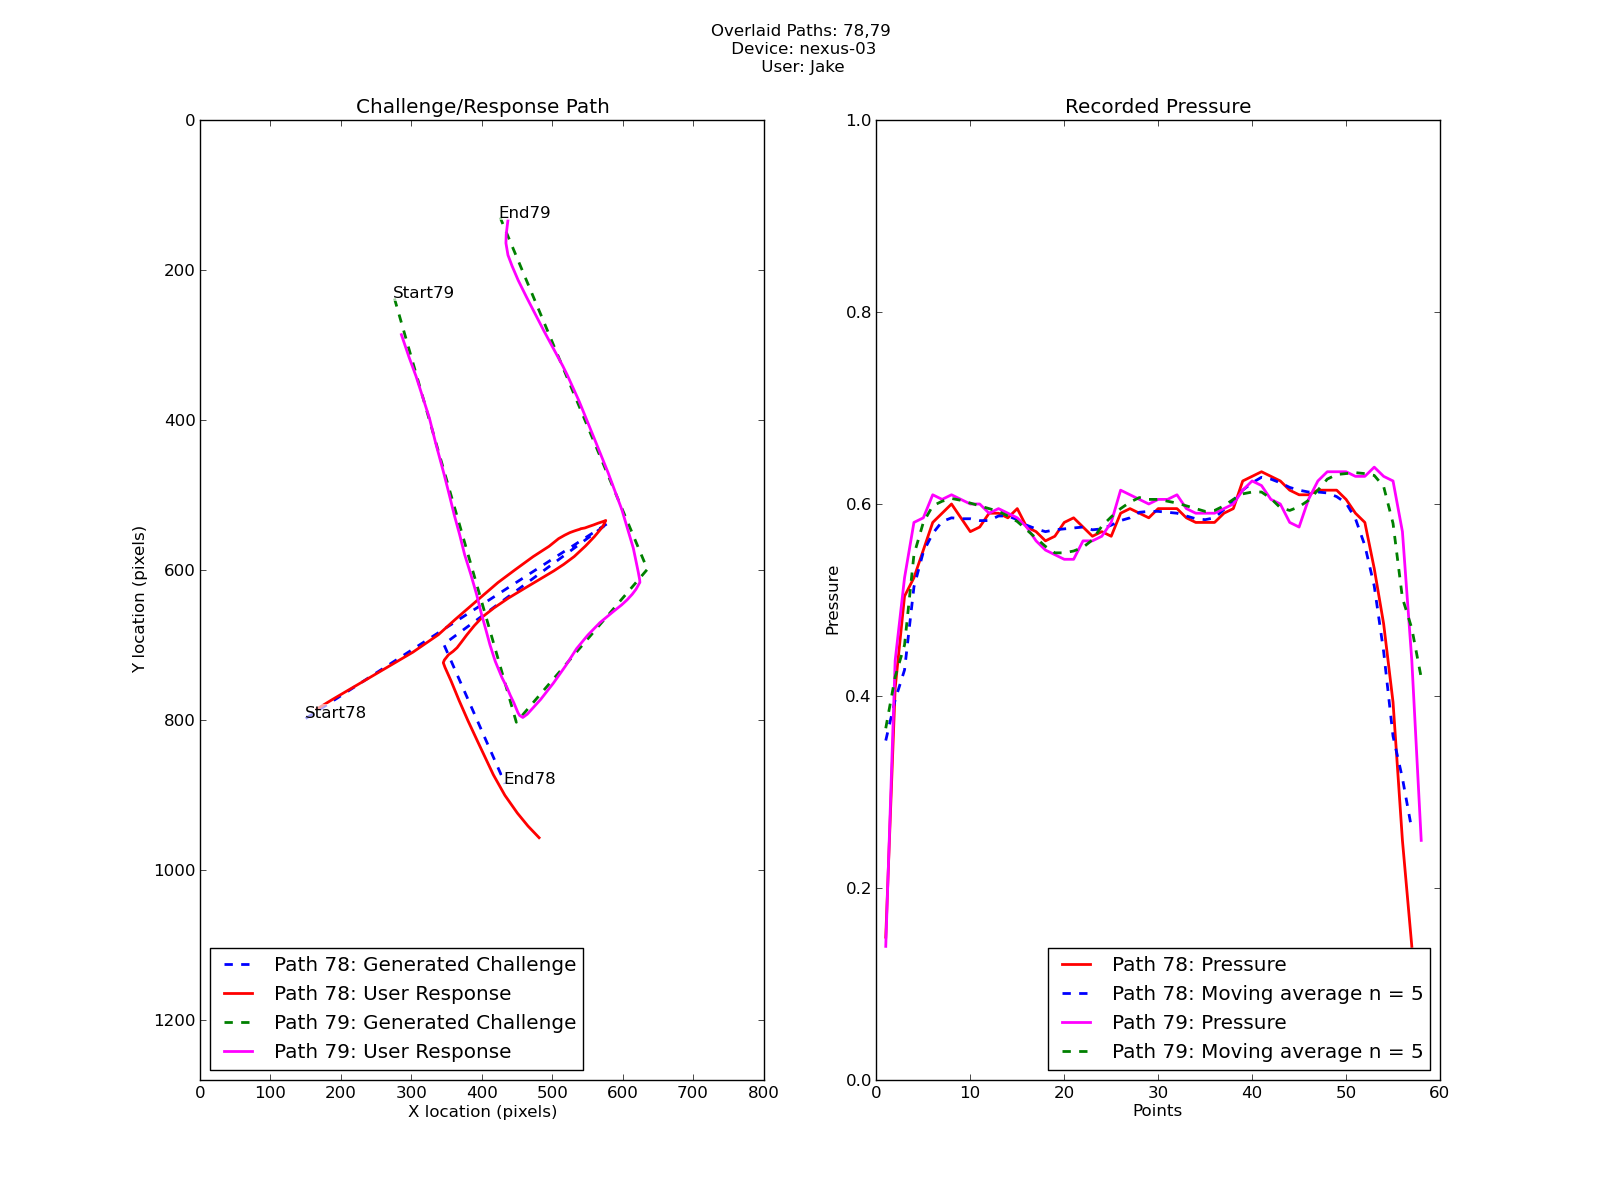 Overlaid Paths: 78,79
Device: nexus-03
User: Jake
Challenge/Response Path
0
200
400
600
800
1000
1200
Y location (pixels)
End79
Start79
Start78
End78
Path 78: Generated Challenge
Path 78: User Response
Path 79: Generated Challenge
Path 79: User Response
0 100 200 300 400 500 600 700 800
X location (pixels)
Recorded Pressure
1.0
0.8
0.6
0.4
0.2
0.0
Pressure
Path 78: Pressure
Path 78: Moving average n = 5
Path 79: Pressure
Path 79: Moving average n = 5
0 10 20 30 40 50 60
Points